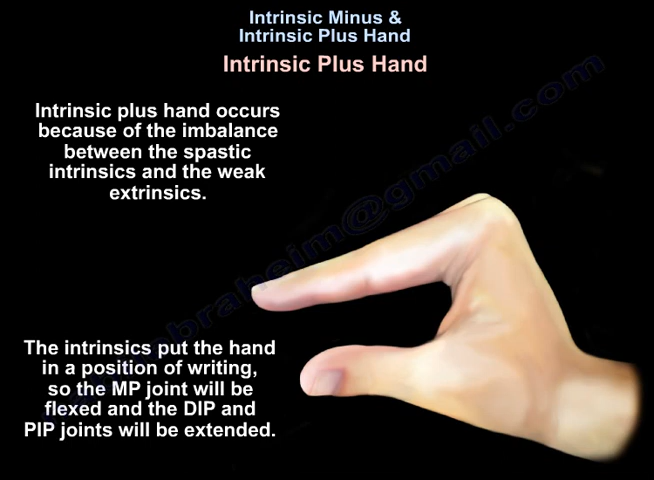 Intrinsic Minus &
Intrinsic Plus Hand
Intrinsic Plus Hand
Intrinsic plus hand occurs
because of the imbalance
between the spastic
intrinsics and the weak
extrinsics.
The intrinsics put the hand
in a position of writing,
so the MP joint will be
flexed and the DIP and
PIP joints will be extended.